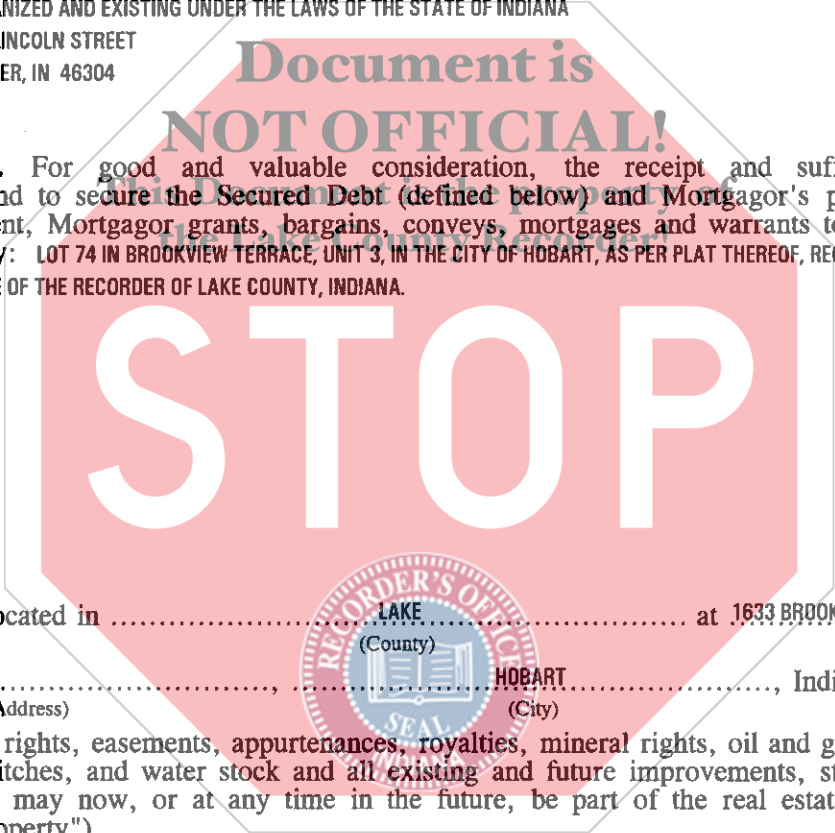 NIZED AND EXISTING UNDER THE LAWS OF THE STATE OF INDIANA
INCOLN STREET
ER, IN 46304
Document is
NOT OFFICIAL!
. For good and valuable consideration, the receipt and suf
This Document is the property of
nd to secure the Secured Debt (defined below) and Mortgagor's p
nt, Mortgagor grants, bargains, conveys, mortgages and warrants t
the Lake County Recorder!
: LOT 74 IN BROOKVIEW TERRACE, UNIT 3, IN THE CITY OF HOBART, AS PER PLAT THEREOF, RE
OF THE RECORDER OF LAKE COUNTY, INDIANA.
STOP
ocated in ........................ LAKE ........................ at 1633 BROOK
(County)
........................, ........................ HOBART ........................, Indi
Address) (City)
RECORDER'S OFFICE
SEAL
INDIANA
rights, easements, appurtenances, royalties, mineral rights, oil and g
itches, and water stock and all existing and future improvements, s
may now, or at any time in the future, be part of the real estat
operty")